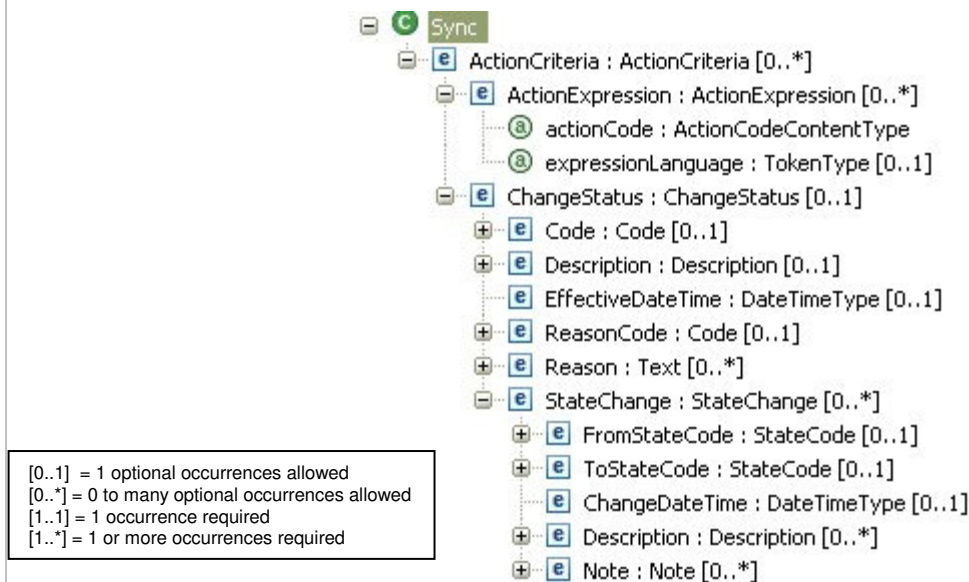 Sync
ActionCriteria : ActionCriteria [0..*]
ActionExpression : ActionExpression [0..*]
actionCode : ActionCodeContentType
expressionLanguage : TokenType [0..1]
ChangeStatus : ChangeStatus [0..1]
Code : Code [0..1]
Description : Description [0..1]
EffectiveDateTime : DateTimeType [0..1]
ReasonCode : Code [0..1]
Reason : Text [0..*]
StateChange : StateChange [0..*]
FromStateCode : StateCode [0..1]
ToStateCode : StateCode [0..1]
ChangeDateTime : DateTimeType [0..1]
Description : Description [0..*]
Note : Note [0..*]
[0..1] = 1 optional occurrences allowed
[0..*] = 0 to many optional occurrences allowed
[1..1] = 1 occurrence required
[1..*] = 1 or more occurrences required